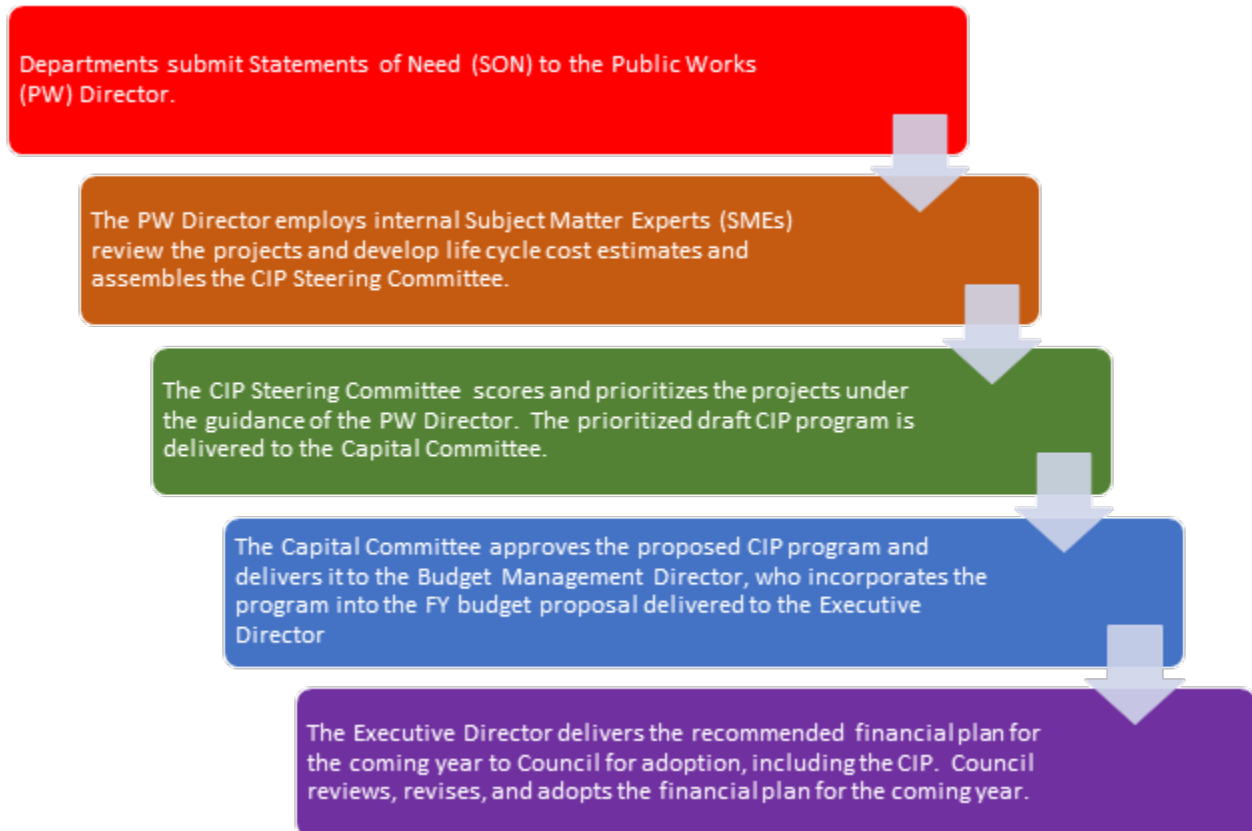 Departments submit Statements of Need (SON) to the Public Works
(PW) Director.
The PW Director employs internal Subject Matter Experts (SMEs)
review the projects and develop life cycle cost estimates and
assembles the CIP Steering Committee.
The CIP Steering Committee scores and prioritizes the projects under
the guidance of the PW Director. The prioritized draft CIP program is
delivered to the Capital Committee.
The Capital Committee approves the proposed CIP program and
delivers it to the Budget Management Director, who incorporates the
program into the FY budget proposal delivered to the Executive
Director
The Executive Director delivers the recommended financial plan for
the coming year to Council for adoption, including the CIP. Council
reviews, revises, and adopts the financial plan for the coming year.